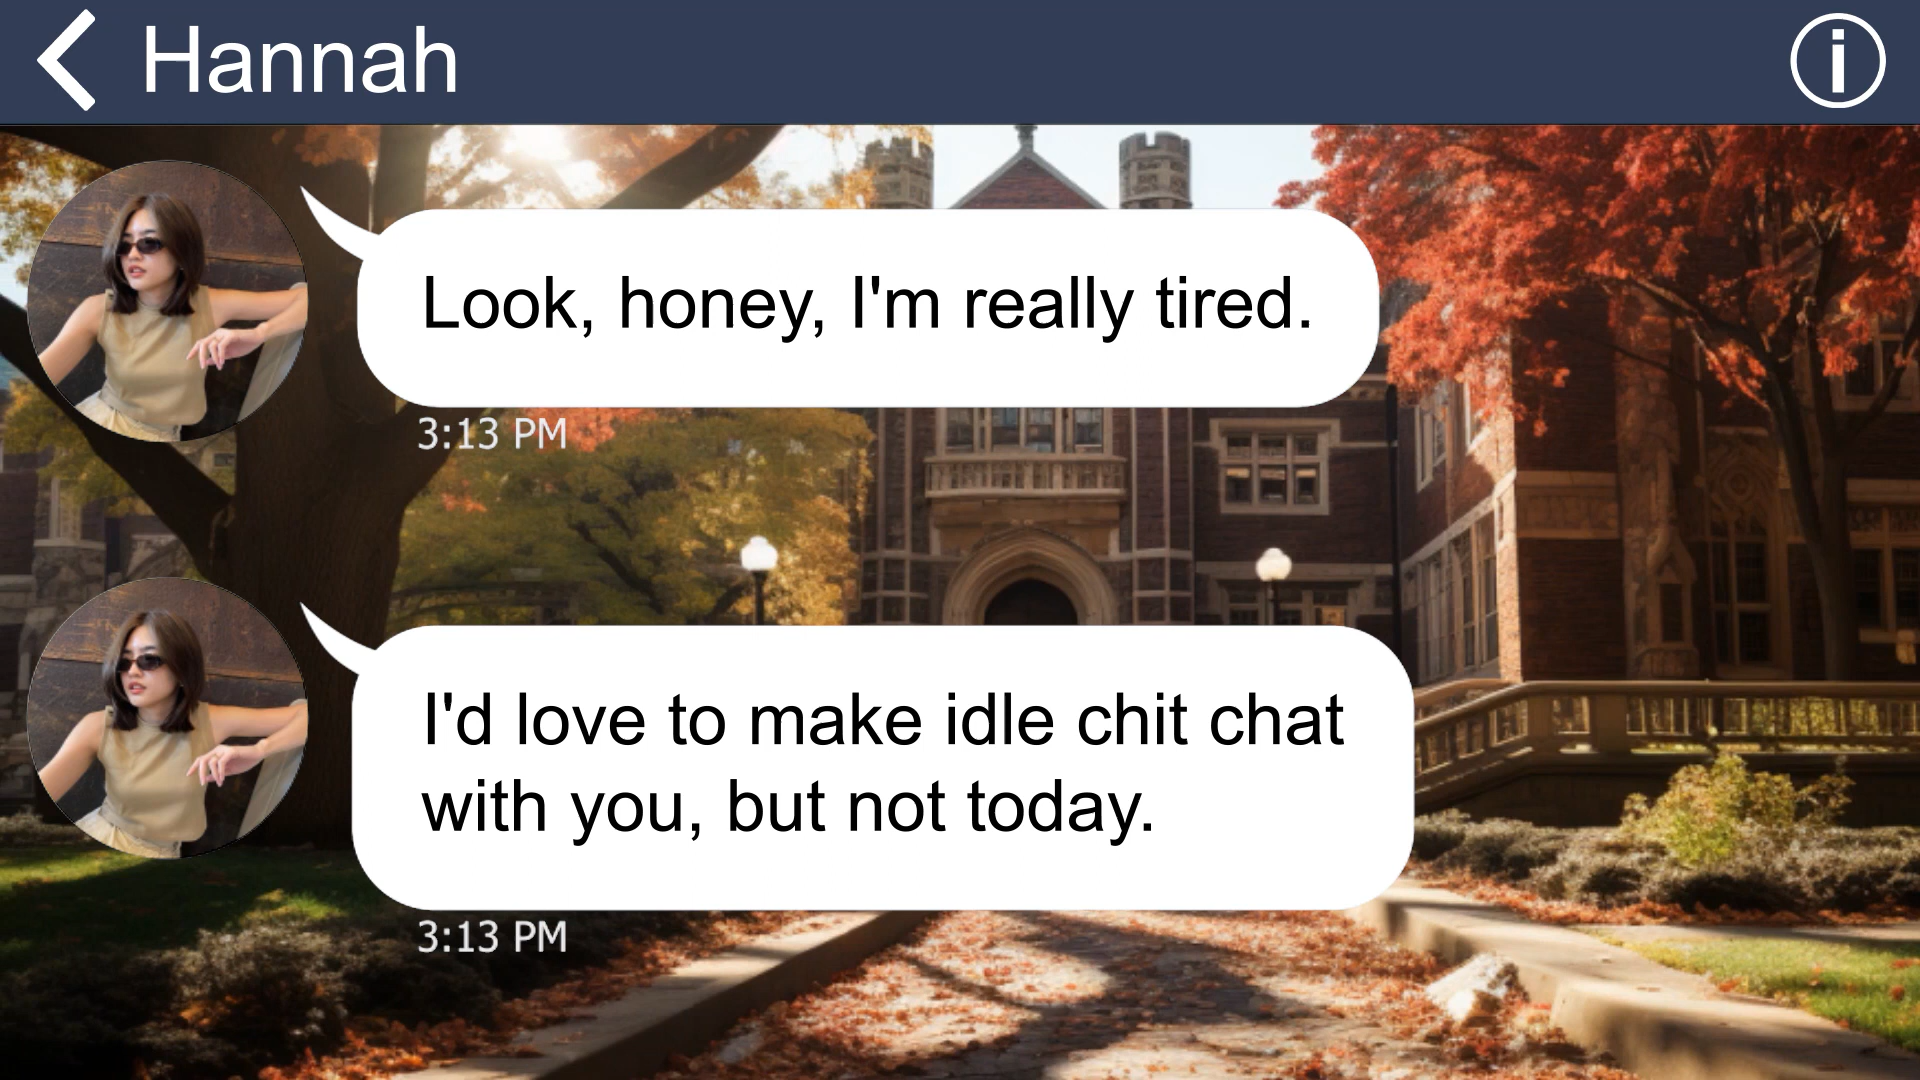 Hannah
Look, honey, I'm really tired.
3:13 PM
I'd love to make idle chit chat
with you, but not today.
3:13 PM